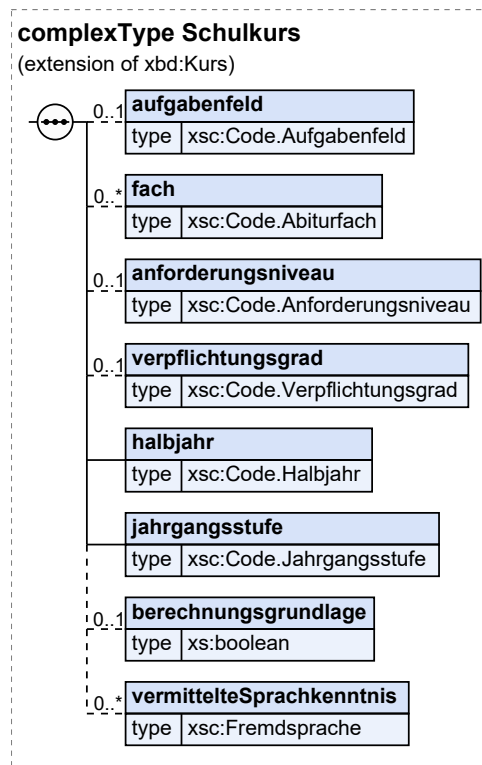 complexType Schulkurs
(extension of xbd:Kurs)
0..1 aufgabenfeld
type xsc:Code.Aufgabenfeld
0..* fach
type xsc:Code.Abiturfach
0..1 anforderungsniveau
type xsc:Code.Anforderungsniveau
0..1 verpflichtungsgrad
type xsc:Code.Verpflichtungsgrad
halbjahr
type xsc:Code.Halbjahr
jahrgangsstufe
type xsc:Code.Jahrgangsstufe
0..1 berechnungsgrundlage
type xs:boolean
0..* vermittelteSprachkenntnis
type xsc:Fremdsprache